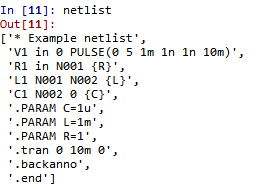 In [11]: netlist
Out[11]:
['* Example netlist',
'V1 in 0 PULSE(0 5 1m 1n 1n 10m)',
'R1 in N001 {R}',
'L1 N001 N002 {L}',
'C1 N002 0 {C}',
'.PARAM C=1u',
'.PARAM L=1m',
'.PARAM R=1',
'.tran 0 10m 0',
'.backanno',
'.end']